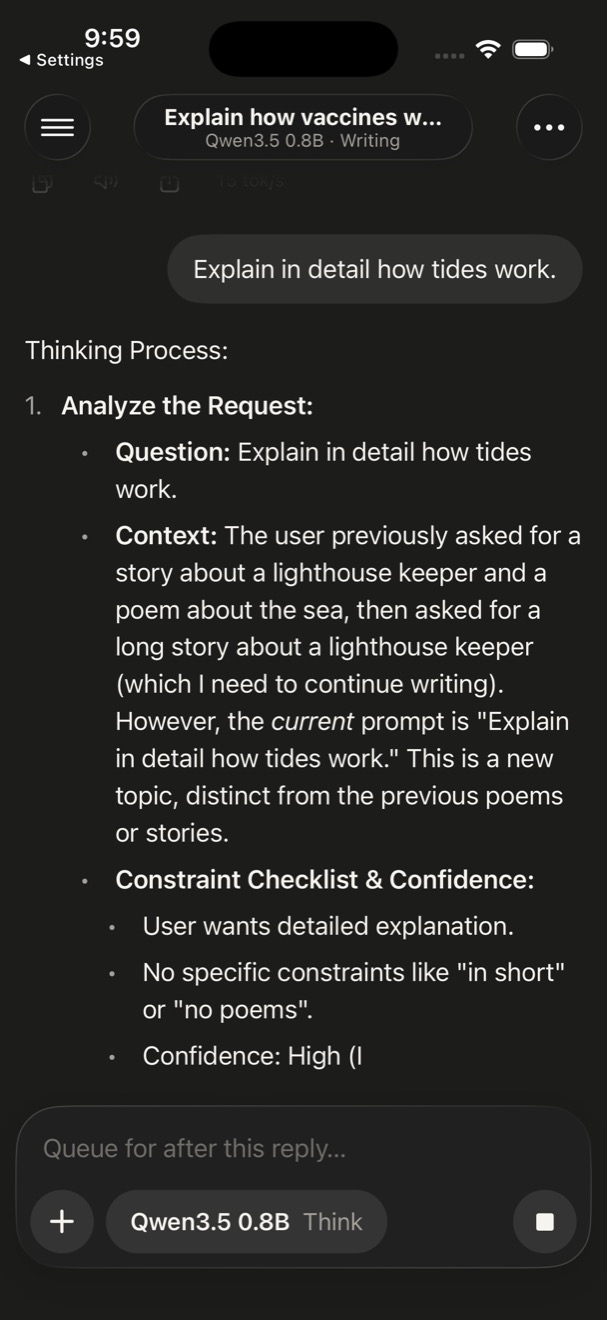 9:59
◀ Settings
Explain how vaccines w...
Qwen3.5 0.8B · Writing
15 tok/s
Explain in detail how tides work.
Thinking Process:
1. Analyze the Request:
• Question: Explain in detail how tides
work.
• Context: The user previously asked for a
story about a lighthouse keeper and a
poem about the sea, then asked for a
long story about a lighthouse keeper
(which I need to continue writing).
However, the current prompt is "Explain
in detail how tides work." This is a new
topic, distinct from the previous poems
or stories.
• Constraint Checklist & Confidence:
• User wants detailed explanation.
• No specific constraints like "in short"
or "no poems".
• Confidence: High (I
Queue for after this reply...
Qwen3.5 0.8B Think